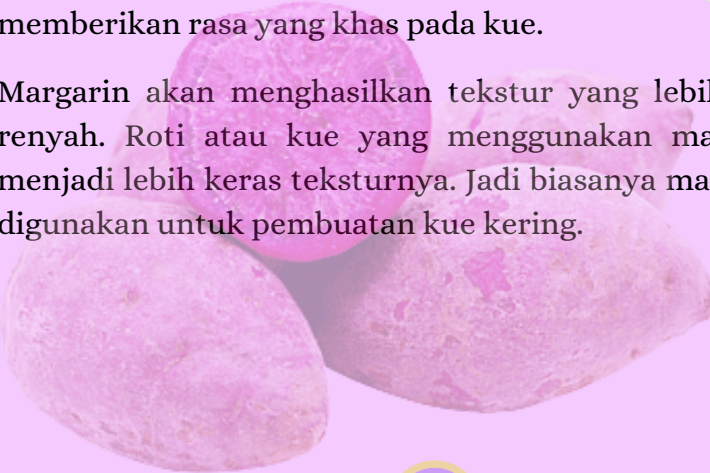 memberikan rasa yang khas pada kue.
Margarin akan menghasilkan tekstur yang lebih
renyah. Roti atau kue yang menggunakan ma
menjadi lebih keras teksturnya. Jadi biasanya ma
digunakan untuk pembuatan kue kering.